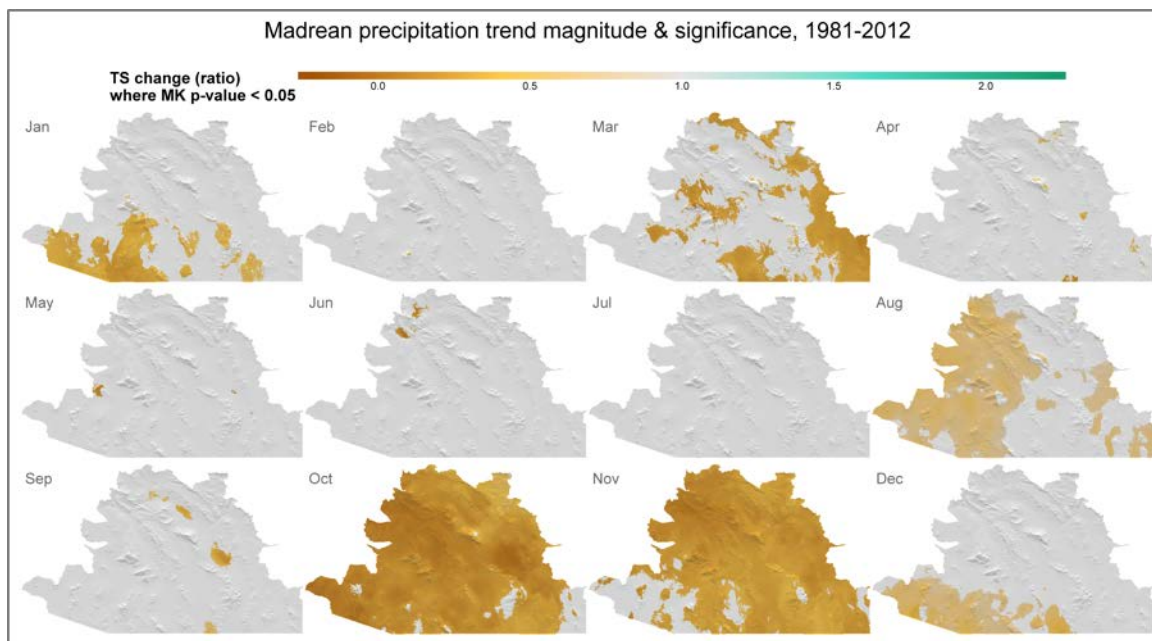 Madrean precipitation trend magnitude & significance, 1981-2012
TS change (ratio)
where MK p-value < 0.05
0.0 0.5 1.0 1.5 2.0
Jan Feb Mar Apr
May Jun Jul Aug
Sep Oct Nov Dec